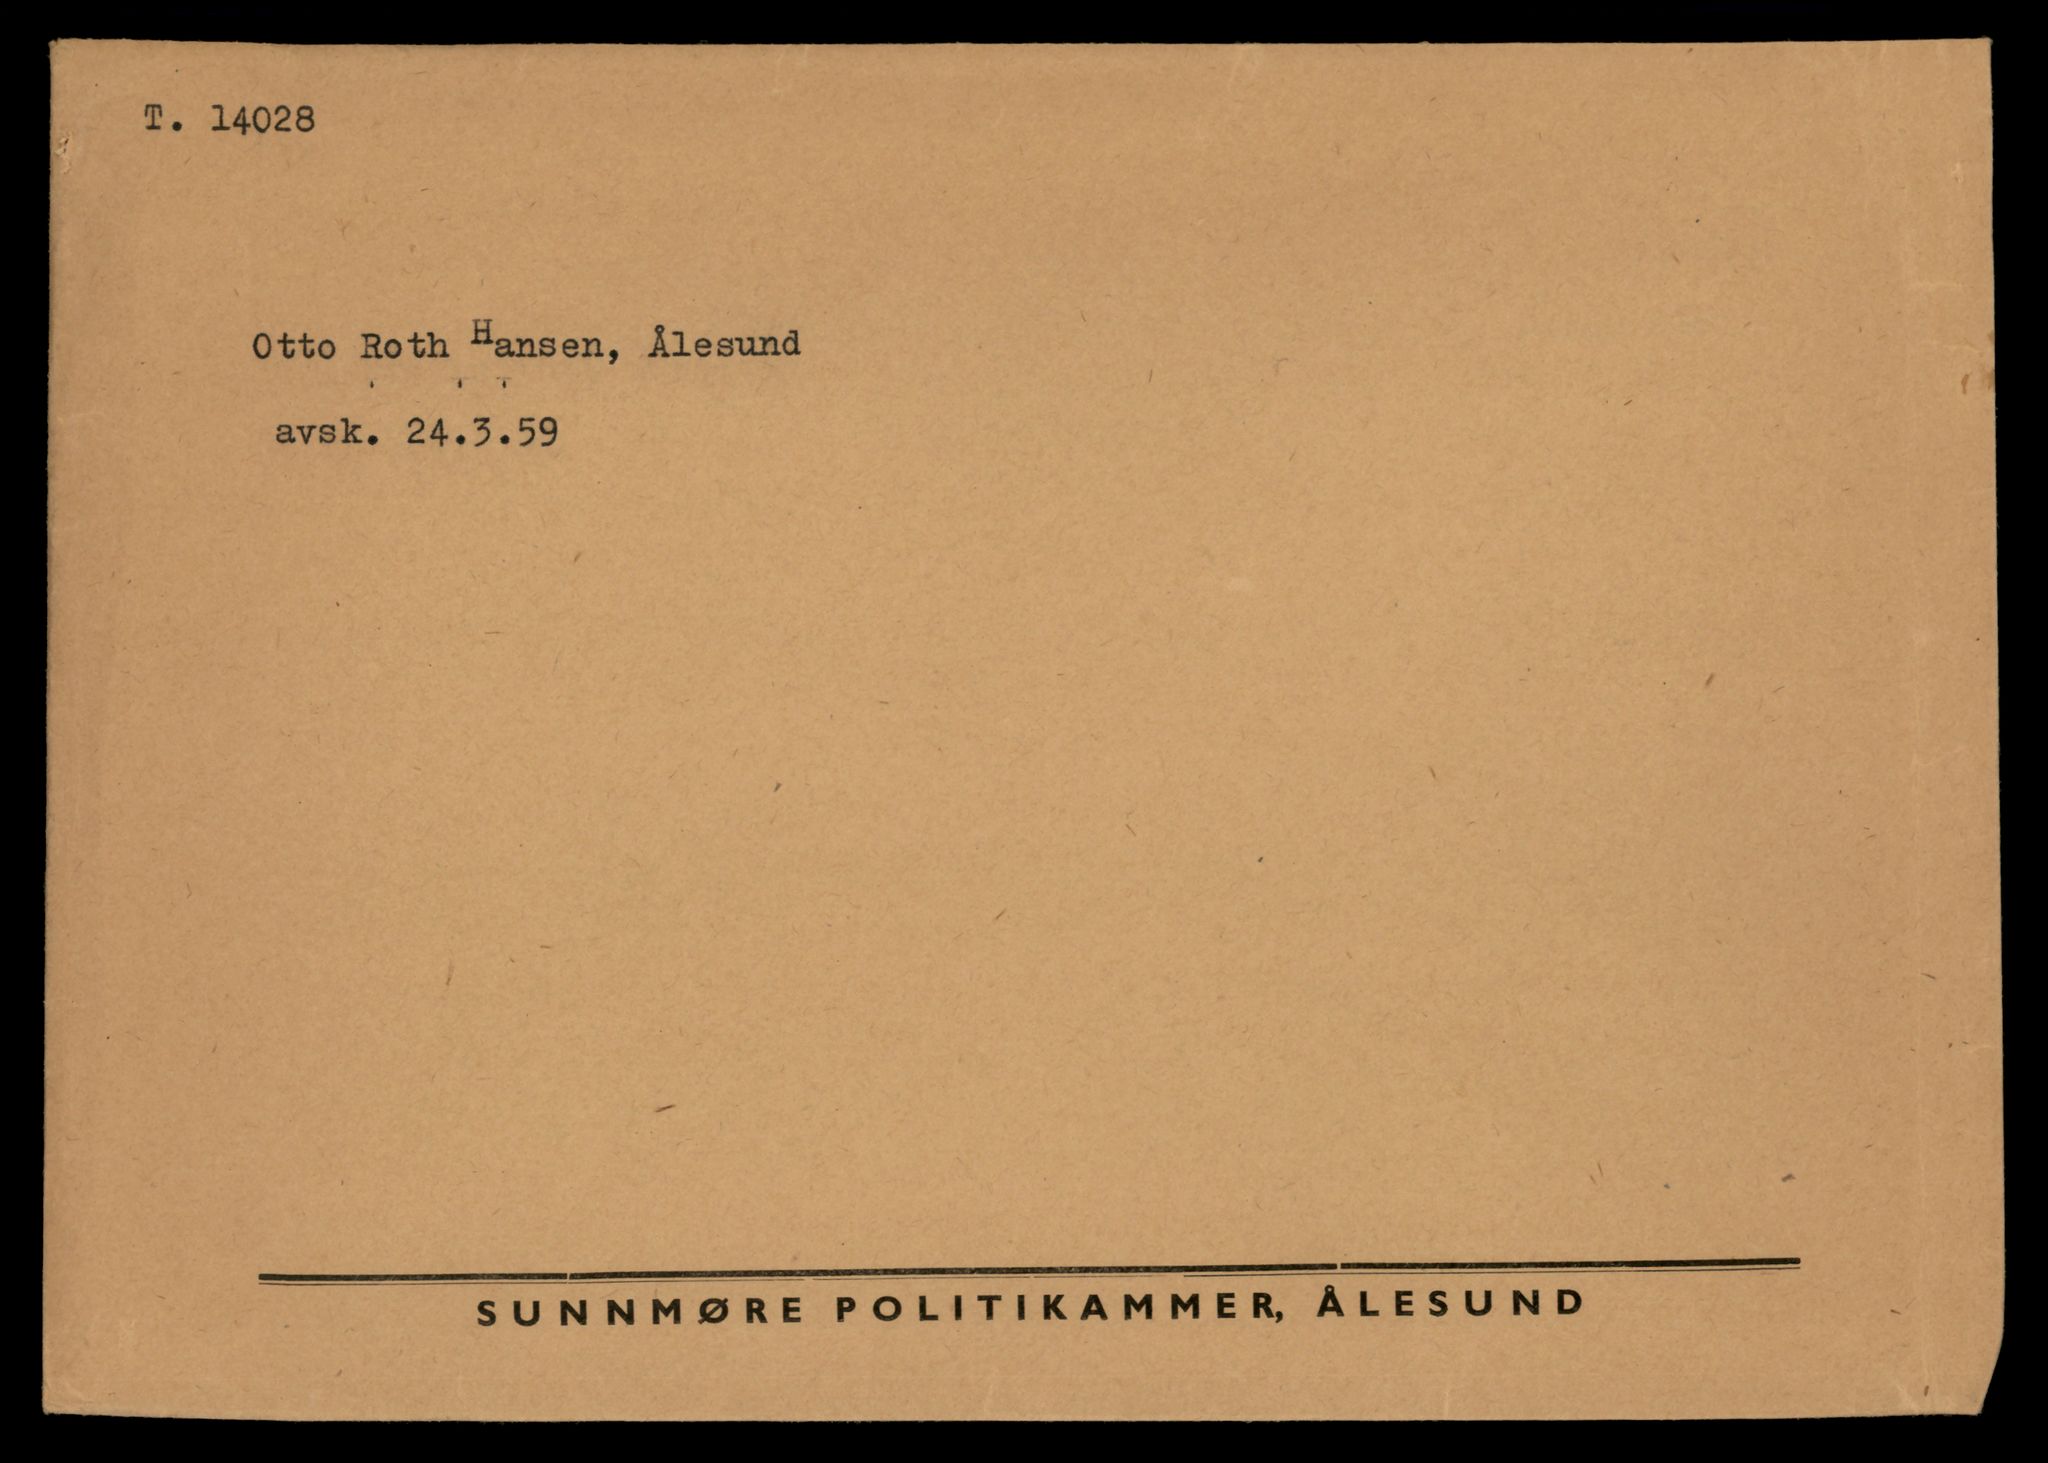 T. 14028
Otto Roth Hansen, Ålesund
avsk. 24.3.59
SUNNMØRE POLITIKAMMER, ÅLESUND